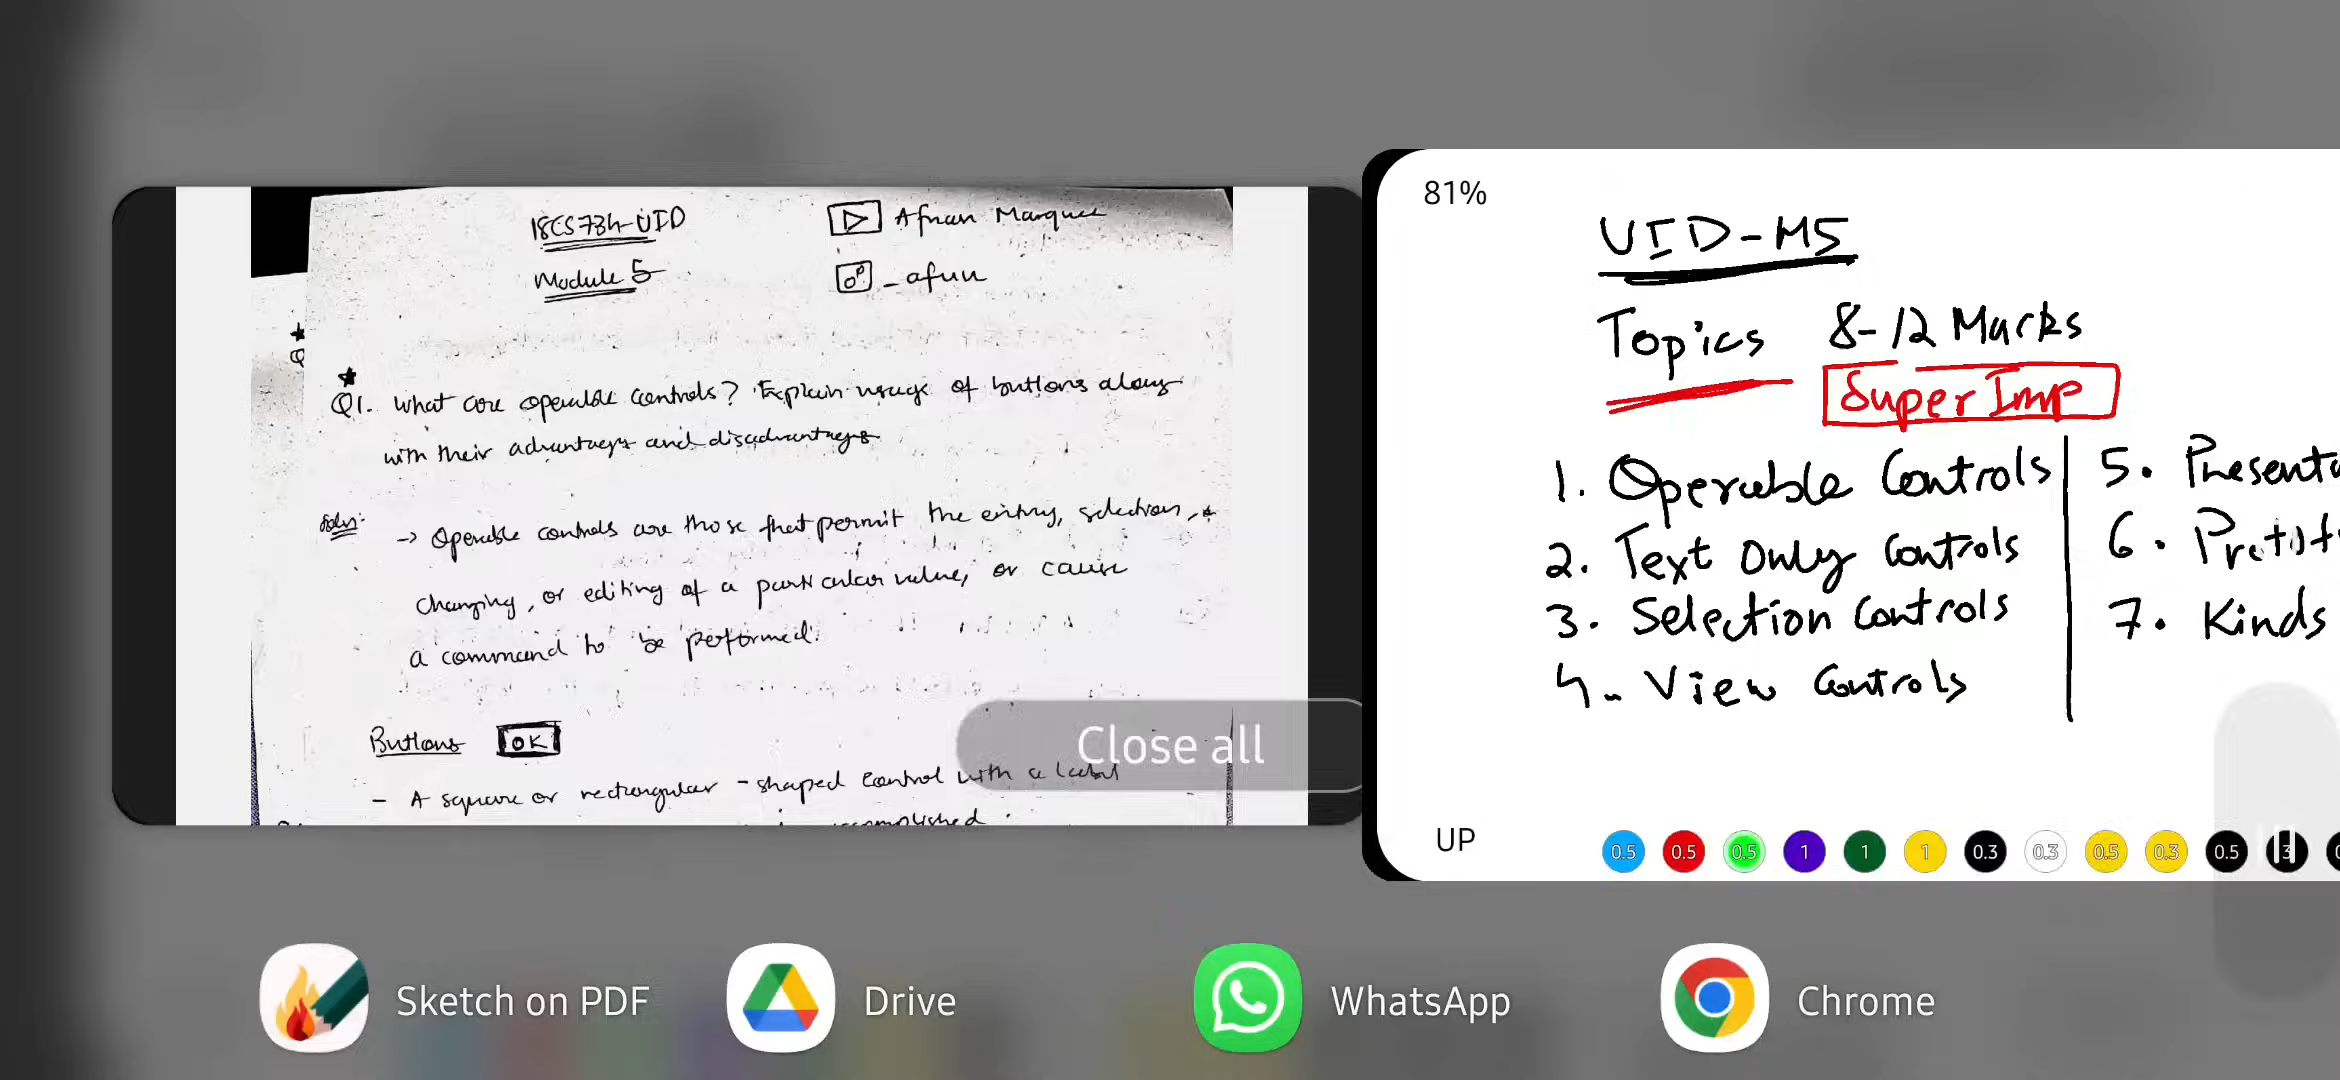 18CS734-UID
Module 5
Afnan Marquee
_afnn
Q1. What are operable controls? Explain usage of buttons along
with their advantages and disadvantages
Soln:
→ Operable controls are those that permit the entry, selection,
changing, or editing of a particular value, or cause
a command to be performed.
Buttons OK
- A square or rectangular-shaped control with a label
accomplished
Close all
81%
UID-M5
Topics 8-12 Marks
Super Imp
1. Operable Controls
2. Text Only Controls
3. Selection Controls
4. View Controls
5. Presenta
6.
7. Kinds
UP
0.5 0.5 0.5 1 1 1 0.3 0.3 0.5 0.3 0.5
Sketch on PDF
Drive
WhatsApp
Chrome